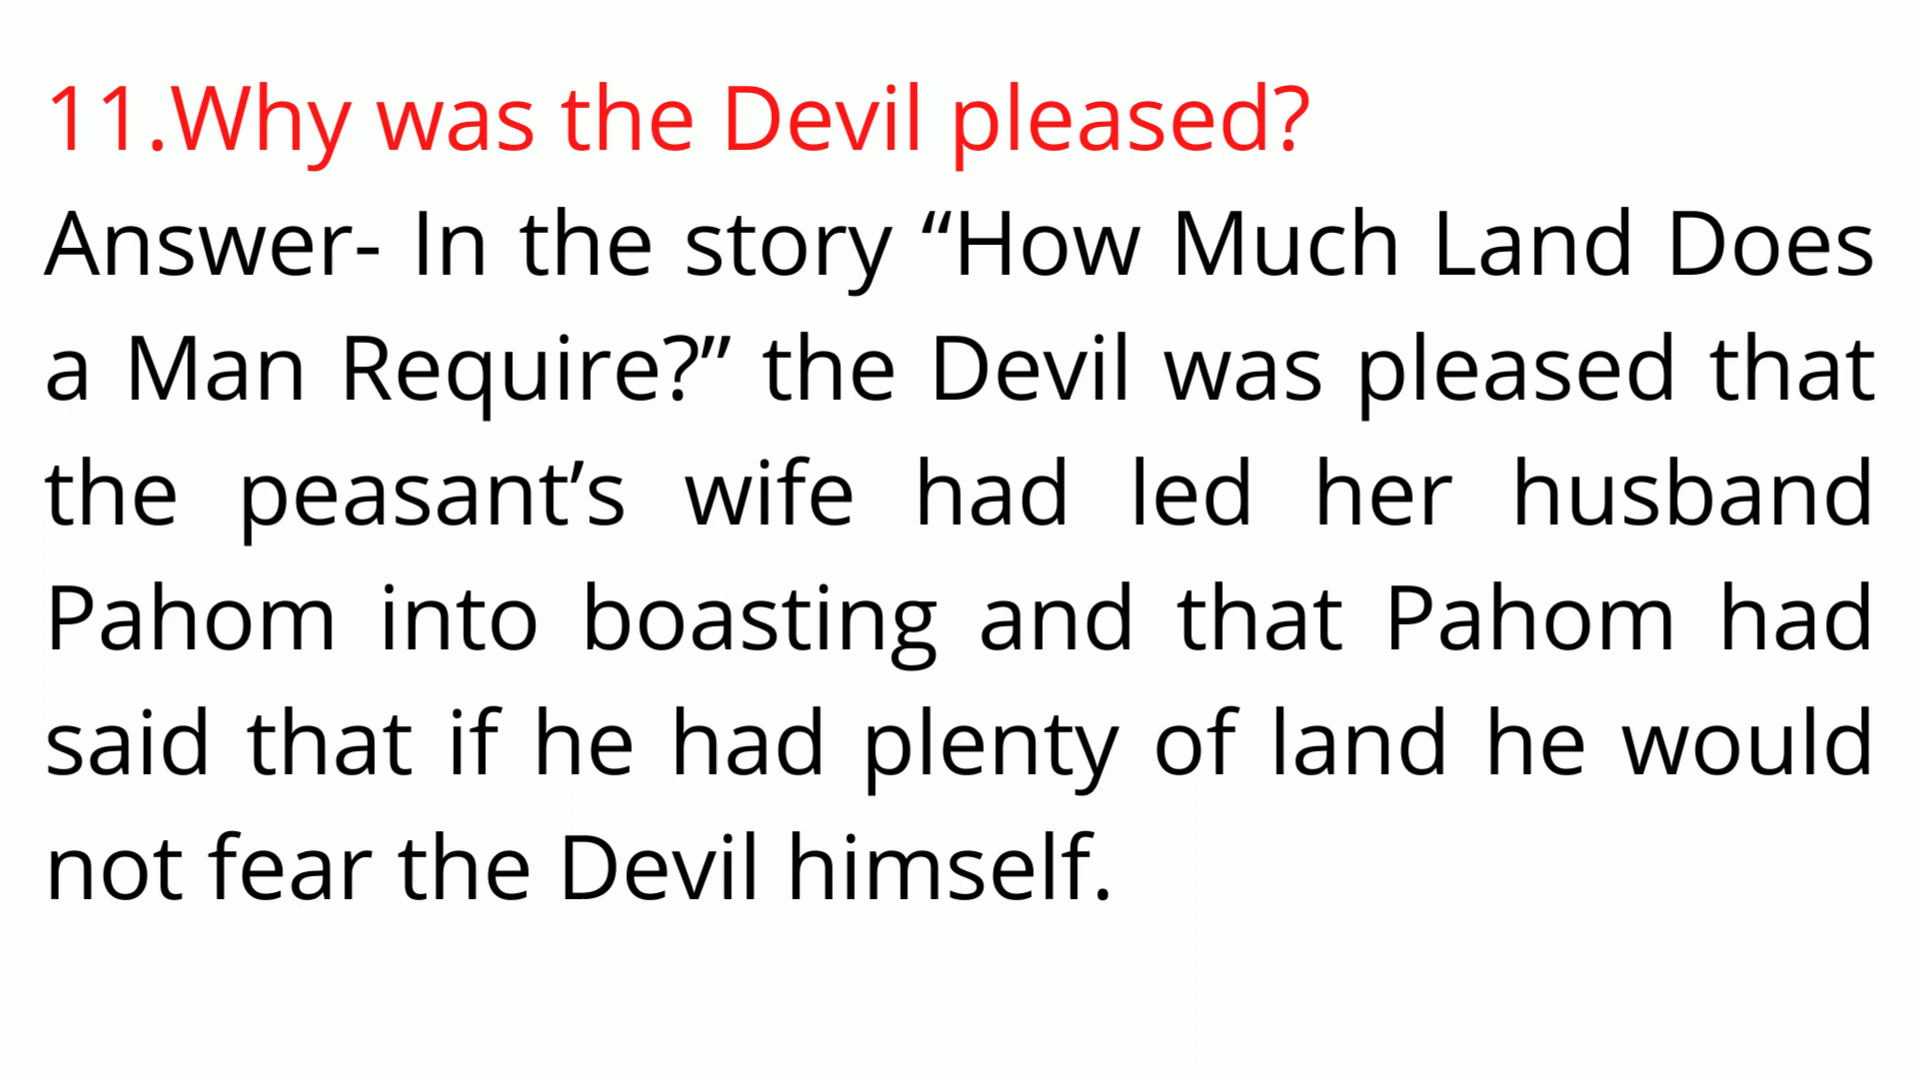 11.Why was the Devil pleased?
Answer- In the story “How Much Land Does
a Man Require?” the Devil was pleased that
the peasant’s wife had led her husband
Pahom into boasting and that Pahom had
said that if he had plenty of land he would
not fear the Devil himself.